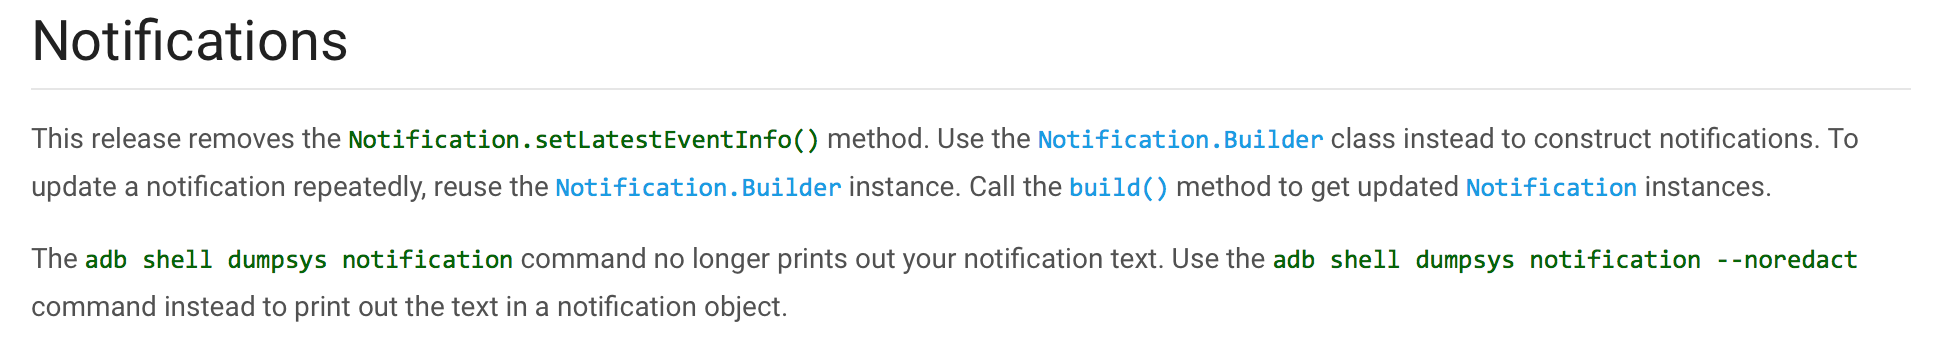 Notifications
This release removes the Notification.setLatestEventInfo() method. Use the Notification.Builder class instead to construct notifications. To
update a notification repeatedly, reuse the Notification.Builder instance. Call the build() method to get updated Notification instances.
The adb shell dumpsys notification command no longer prints out your notification text. Use the adb shell dumpsys notification --noredact
command instead to print out the text in a notification object.